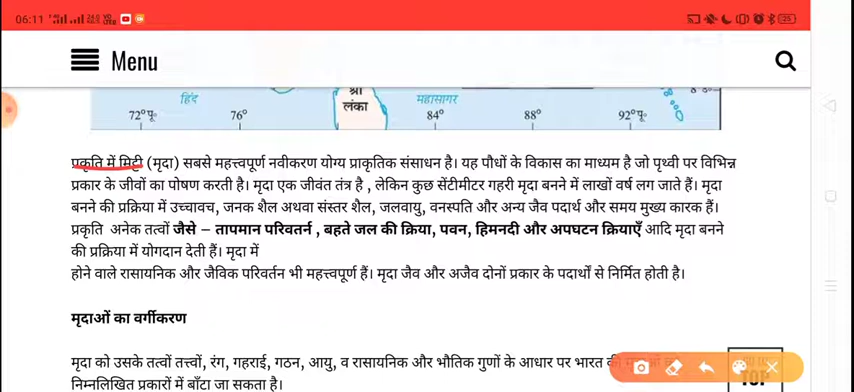 06:11
25
Menu
हिंद
श्री
लंका
महासागर
72°पू.
76°
84°
88°
92°पू.
प्रकृति में मिट्टी (मृदा) सबसे महत्त्वपूर्ण नवीकरण योग्य प्राकृतिक संसाधन है। यह पौधों के विकास का माध्यम है जो पृथ्वी पर विभिन्न
प्रकार के जीवों का पोषण करती है। मृदा एक जीवंत तंत्र है , लेकिन कुछ सेंटीमीटर गहरी मृदा बनने में लाखों वर्ष लग जाते हैं। मृदा
बनने की प्रक्रिया में उच्चावच, जनक शैल अथवा संस्तर शैल, जलवायु, वनस्पति और अन्य जैव पदार्थ और समय मुख्य कारक हैं।
प्रकृति अनेक तत्वों जैसे – तापमान परिवतर्न , बहते जल की क्रिया, पवन, हिमनदी और अपघटन क्रियाएँ आदि मृदा बनने
की प्रक्रिया में योगदान देती हैं। मृदा में
होने वाले रासायनिक और जैविक परिवर्तन भी महत्त्वपूर्ण हैं। मृदा जैव और अजैव दोनों प्रकार के पदार्थों से निर्मित होती है।
मृदाओं का वर्गीकरण
मृदा को उसके तत्वों तत्त्वों, रंग, गहराई, गठन, आयु, व रासायनिक और भौतिक गुणों के आधार पर भारत की
निम्नलिखित प्रकारों में बाँटा जा सकता है।
TOP